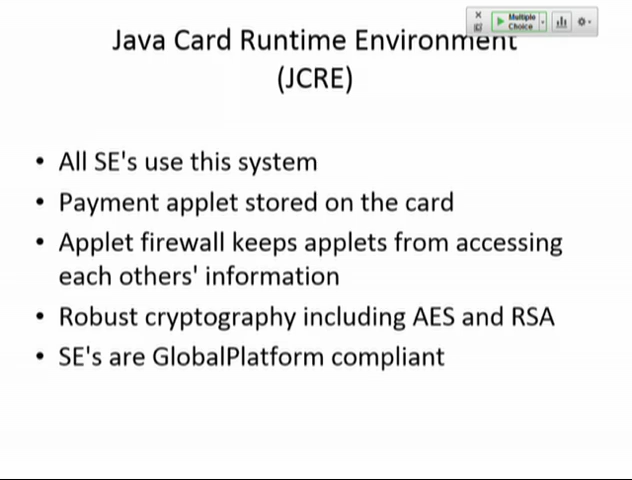 Multiple
Choice
Java Card Runtime Environment
(JCRE)
• All SE's use this system
• Payment applet stored on the card
• Applet firewall keeps applets from accessing
each others' information
• Robust cryptography including AES and RSA
• SE's are GlobalPlatform compliant